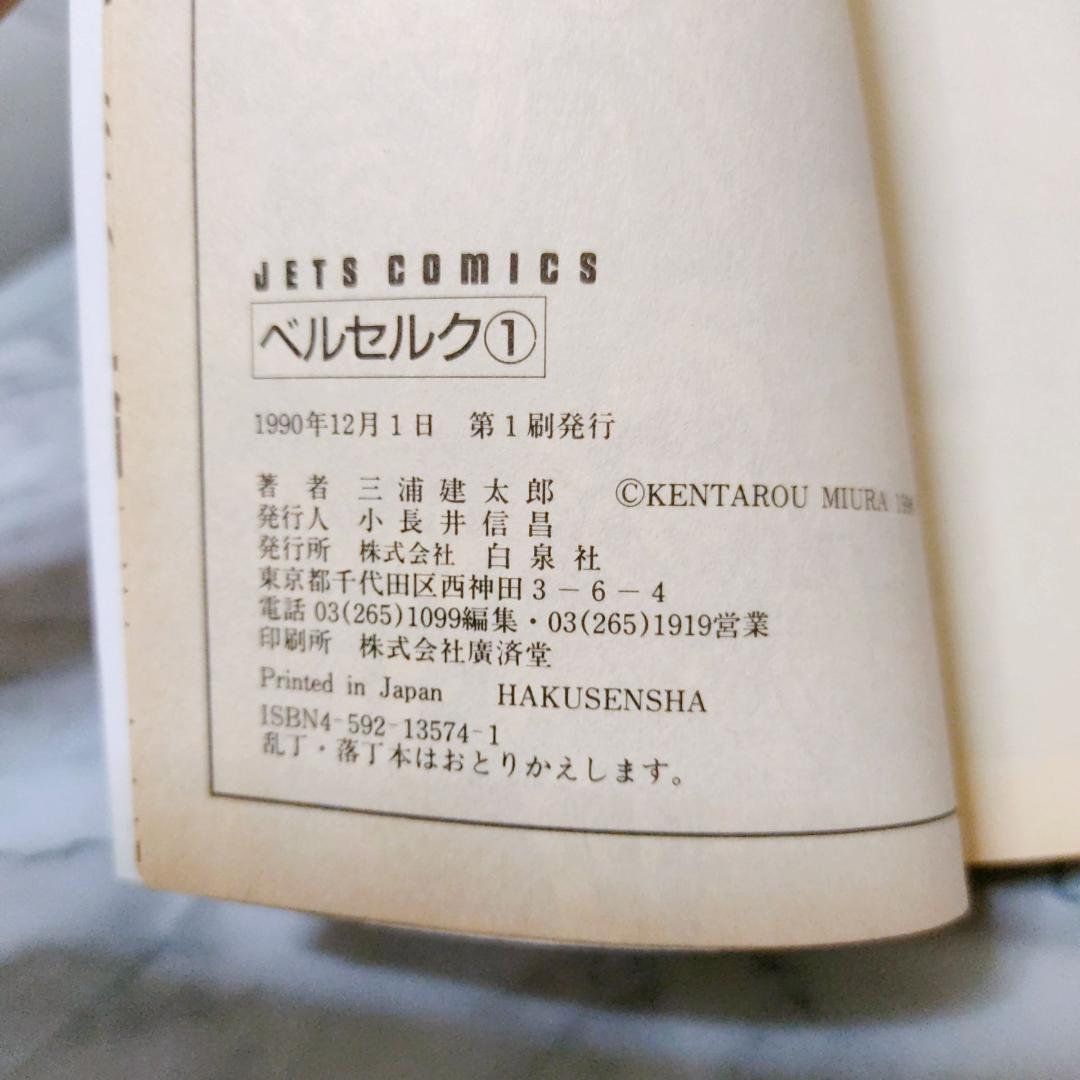 JETS COMICS
ベルセルク①
1990年12月1日 第1刷発行
著者 三浦建太郎 ©KENTAROU MIURA
発行人 小長井信昌
発行所 株式会社 白泉社
東京都千代田区西神田3-6-4
電話 03(265)1099編集・03(265)1919営業
印刷所 株式会社廣済堂
Printed in Japan HAKUSENSHA
ISBN4-592-13574-1
乱丁・落丁本はおとりかえします。